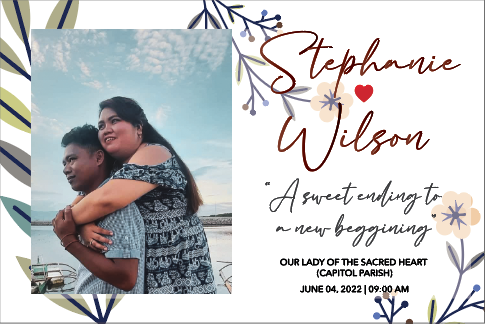 Stephanie
Wilson
"A sweet ending to
a new beggining"
OUR LADY OF THE SACRED HEART
(CAPITOL PARISH)
JUNE 04, 2022 | 09:00 AM